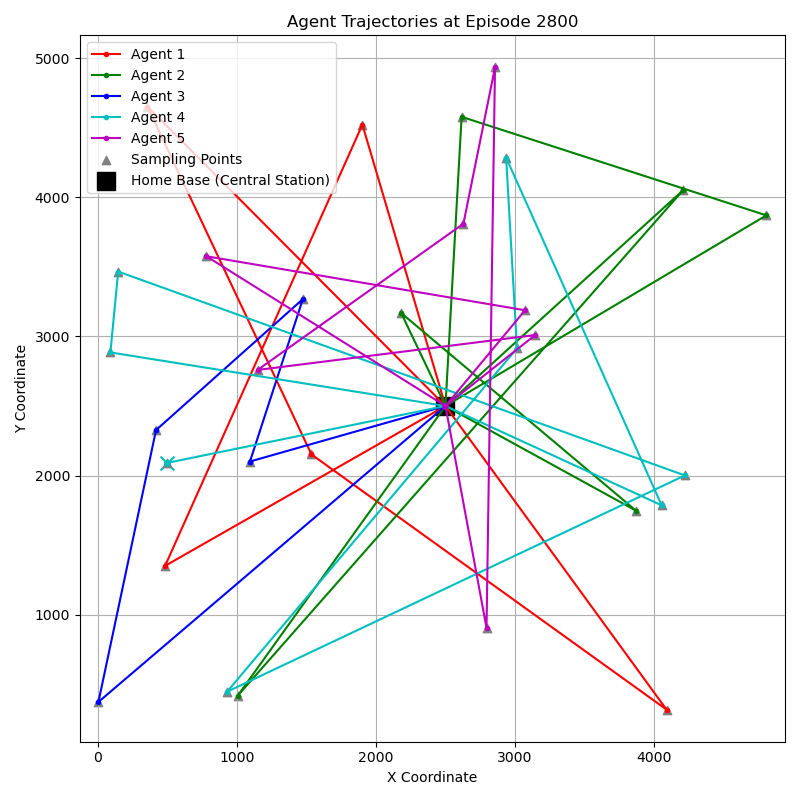 Agent Trajectories at Episode 2800
Agent 1
Agent 2
Agent 3
Agent 4
Agent 5
Sampling Points
Home Base (Central Station)
5000
4000
3000
2000
1000
Y Coordinate
0
1000
2000
3000
4000
X Coordinate